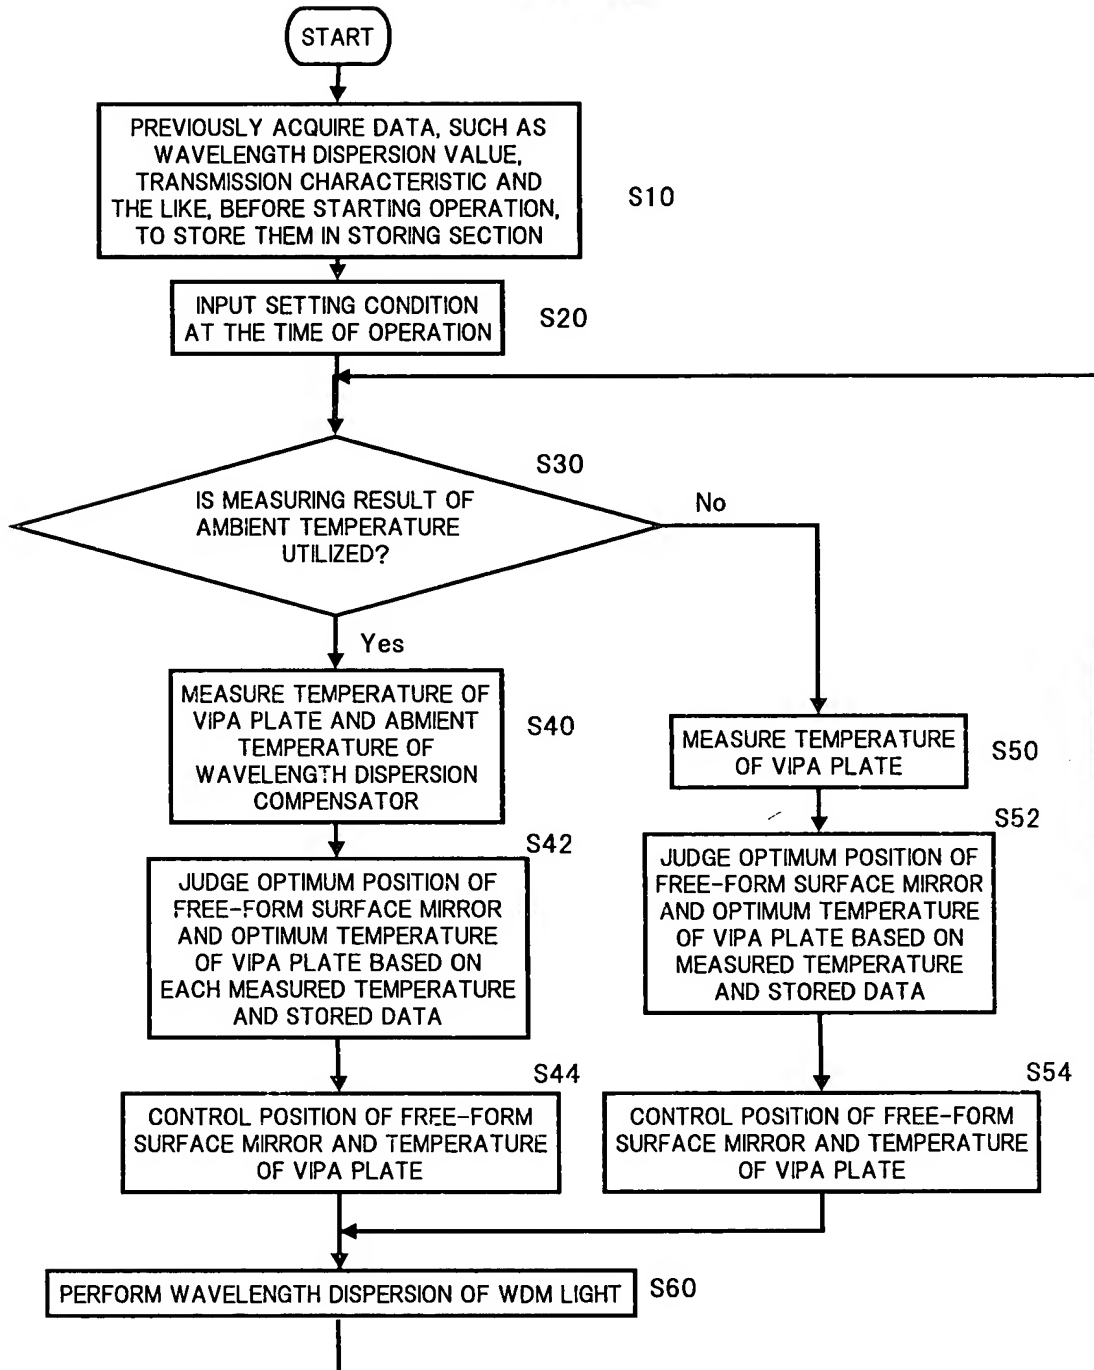 START
PREVIOUSLY ACQUIRE DATA, SUCH AS
WAVELENGTH DISPERSION VALUE,
TRANSMISSION CHARACTERISTIC AND
THE LIKE, BEFORE STARTING OPERATION,
TO STORE THEM IN STORING SECTION
S10
INPUT SETTING CONDITION
AT THE TIME OF OPERATION
S20
S30
IS MEASURING RESULT OF
AMBIENT TEMPERATURE
UTILIZED?
No
Yes
MEASURE TEMPERATURE OF
VIPA PLATE AND ABMIENT
TEMPERATURE OF
WAVELENGTH DISPERSION
COMPENSATOR
S40
MEASURE TEMPERATURE
OF VIPA PLATE
S50
S42
JUDGE OPTIMUM POSITION OF
FREE-FORM SURFACE MIRROR
AND OPTIMUM TEMPERATURE
OF VIPA PLATE BASED ON
EACH MEASURED TEMPERATURE
AND STORED DATA
S52
JUDGE OPTIMUM POSITION OF
FREE-FORM SURFACE MIRROR
AND OPTIMUM TEMPERATURE
OF VIPA PLATE BASED ON
MEASURED TEMPERATURE
AND STORED DATA
S44
CONTROL POSITION OF FREE-FORM
SURFACE MIRROR AND TEMPERATURE
OF VIPA PLATE
S54
CONTROL POSITION OF FREE-FORM
SURFACE MIRROR AND TEMPERATURE
OF VIPA PLATE
PERFORM WAVELENGTH DISPERSION OF WDM LIGHT
S60